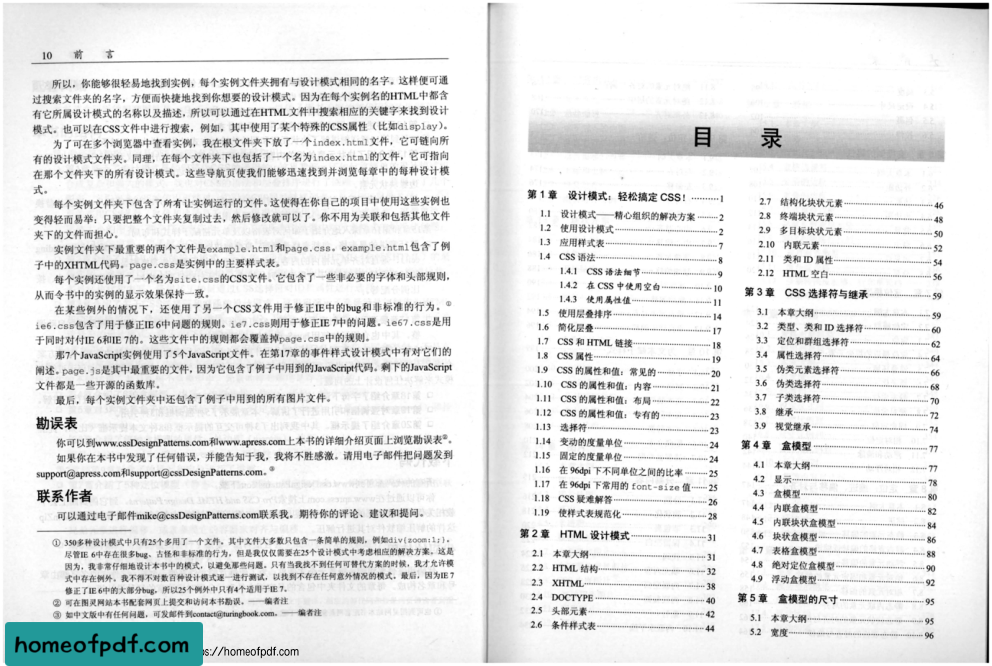 10 前 言
所以，你能够很轻易地找到实例，每个实例文件夹拥有与设计模式相同的名字。这样便可通
过搜索文件夹的名字，方便而快捷地找到你想要的设计模式。因为在每个实例名的HTML中都含
有它所属设计模式的名称以及描述，所以可以通过在HTML文件中搜索相应的关键字来找到设计
模式。也可以在CSS文件中进行搜索，例如，其中使用了某个特殊的CSS属性（比如display）。
为了可在多个浏览器中查看实例，我在根文件夹下放了一个index.html文件，它可链向所
有的设计模式文件夹。同理，在每个文件夹下也包括了一个名为index.html的文件，它可指向
在那个文件夹下的所有设计模式。这些导航页使我们能够迅速找到并浏览每章中的每种设计模
式。
每个实例文件夹下包含了所有让实例运行的文件。这使得在你自己的项目中使用这些实例也
变得轻而易举：只要把整个文件夹复制过去，然后修改就可以了。你不用为关联和包括其他文件
夹下的文件而担心。
实例文件夹下最重要的两个文件是example.html和page.css。example.html包含了例
子中的XHTML代码。page.css是实例中的主要样式表。
每个实例还使用了一个名为site.css的CSS文件。它包含了一些非必要的字体和头部规则，
从而令书中的实例的显示效果保持一致。
在某些例外的情况下，还使用了另一个CSS文件用于修正IE中的bug和非标准的行为。①
ie6.css包含了用于修正IE 6中问题的规则。ie7.css则用于修正IE 7中的问题。ie67.css是用
于同时对付IE 6和IE 7的。这些文件中的规则都会覆盖掉page.css中的规则。
那7个JavaScript实例使用了5个JavaScript文件。在第17章的事件样式设计模式中有对它们的
阐述。page.js是其中最重要的文件，因为它包含了例子中用到的JavaScript代码。剩下的JavaScript
文件都是一些开源的函数库。
最后，每个实例文件夹中还包含了例子中用到的所有图片文件。
勘误表
你可以到www.cssDesignPatterns.com和www.apress.com上本书的详细介绍页面上浏览勘误表②。
如果你在本书中发现了任何错误，并能告知于我，我将不胜感激。请用电子邮件把问题发到
support@apress.com和support@cssDesignPatterns.com。③
联系作者
可以通过电子邮件mike@cssDesignPatterns.com联系我。期待你的评论、建议和提问。
① 350多种设计模式中只有25个多用了一个文件。其中文件大多数只包含一条简单的规则，例如div{zoom:1;}。
尽管IE 6中存在很多bug、古怪和非标准的行为，但是我仅仅需要在25个设计模式中考虑相应的解决方案。这是
因为，我非常仔细地设计本书中的模式，以避免那些问题。只有当我找不到任何可替代方案的时候，我才允许模
式中存在例外。我不得不对数百种设计模式逐一进行测试，以找到不存在任何意外情况的模式。最后，因为IE 7
修正了IE 6中的大部分bug，所以25个例外中只有4个适用于IE 7。
② 可在图灵网站本书配套网页上提交和访问本书勘误。——编者注
③ 如中文版中有任何问题，可发邮件到contact@turingbook.com。——编者注
homeofpdf.com
s://homeofpdf.com
目 录
第1章 设计模式：轻松搞定 CSS！ ………1
1.1 设计模式——精心组织的解决方案……2
1.2 使用设计模式……2
1.3 应用样式表……7
1.4 CSS 语法……8
1.4.1 CSS 语法细节……9
1.4.2 在 CSS 中使用空白……10
1.4.3 使用属性值……11
1.5 使用层叠排序……14
1.6 简化层叠……17
1.7 CSS 和 HTML 链接……18
1.8 CSS 属性……19
1.9 CSS 的属性和值：常见的……20
1.10 CSS 的属性和值：内容……21
1.11 CSS 的属性和值：布局……22
1.12 CSS 的属性和值：专有的……23
1.13 选择符……23
1.14 变动的度量单位……24
1.15 固定的度量单位……24
1.16 在 96dpi 下不同单位之间的比率……25
1.17 在 96dpi 下常用的 font-size 值……25
1.18 CSS 疑难解答……26
1.19 使样式表规范化……28
第2章 HTML 设计模式……31
2.1 本章大纲……31
2.2 HTML 结构……32
2.3 XHTML……38
2.4 DOCTYPE……40
2.5 头部元素……42
2.6 条件样式表……44
2.7 结构化块状元素……46
2.8 终端块状元素……48
2.9 多目标块状元素……50
2.10 内联元素……52
2.11 类和 ID 属性……54
2.12 HTML 空白……56
第3章 CSS 选择符与继承……59
3.1 本章大纲……59
3.2 类型、类和 ID 选择符……60
3.3 定位和群组选择符……62
3.4 属性选择符……64
3.5 伪类元素选择符……66
3.6 伪类选择符……68
3.7 子类选择符……70
3.8 继承……72
3.9 视觉继承……74
第4章 盒模型……77
4.1 本章大纲……77
4.2 显示……78
4.3 盒模型……80
4.4 内联盒模型……82
4.5 内联块状盒模型……84
4.6 块状盒模型……86
4.7 表格盒模型……88
4.8 绝对定位盒模型……90
4.9 浮动盒模型……92
第5章 盒模型的尺寸……95
5.1 本章大纲……95
5.2 宽度……96